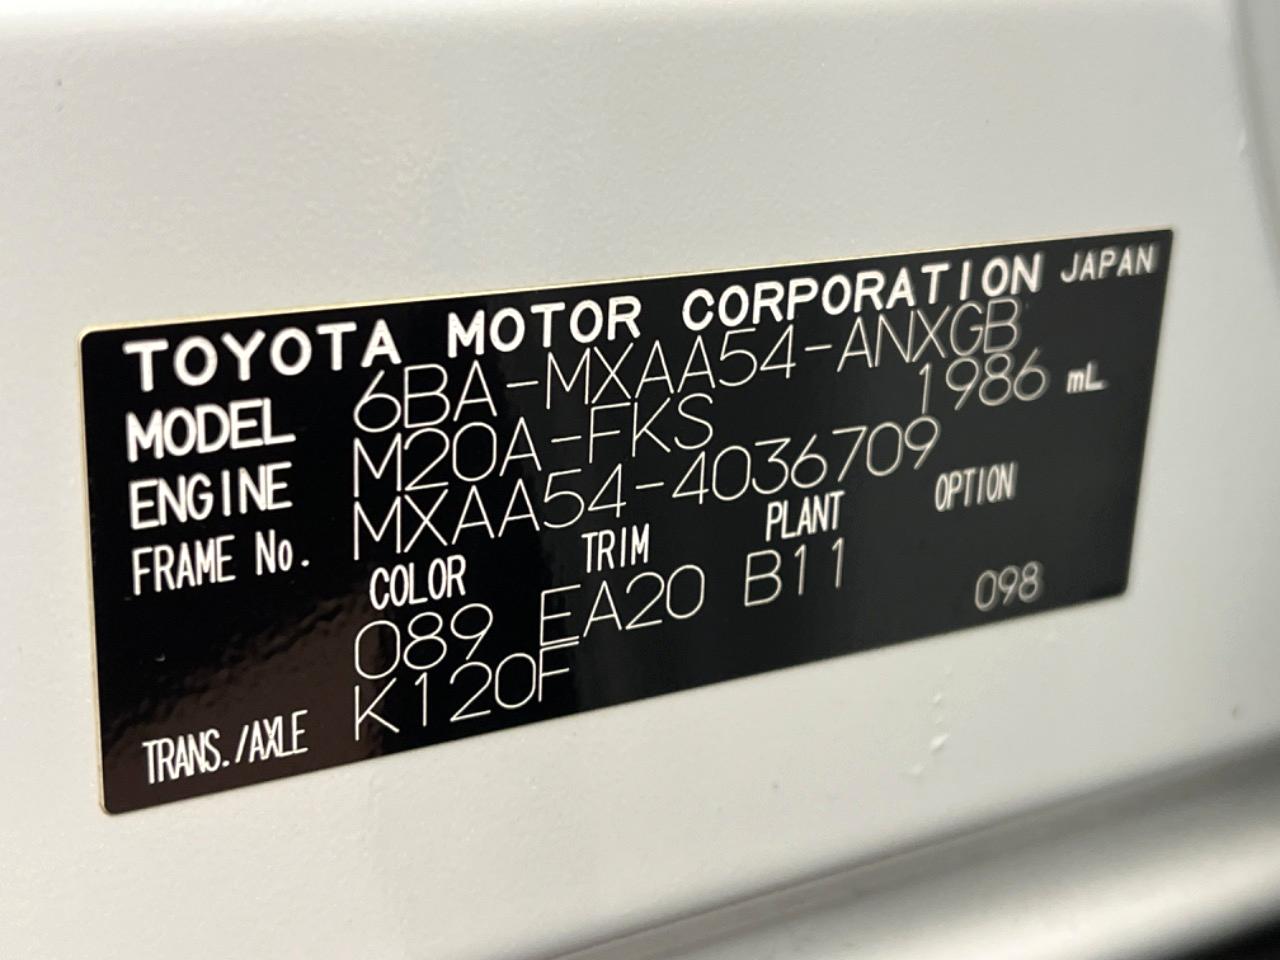 TOYOTA MOTOR CORPORATION JAPAN
MODEL 6BA-MXAA54-ANXGB
ENGINE M20A-FKS 1986 mL
FRAME No. MXAA54-4036709
COLOR TRIM PLANT OPTION
089 EA20 B11 098
TRANS./AXLE K120F